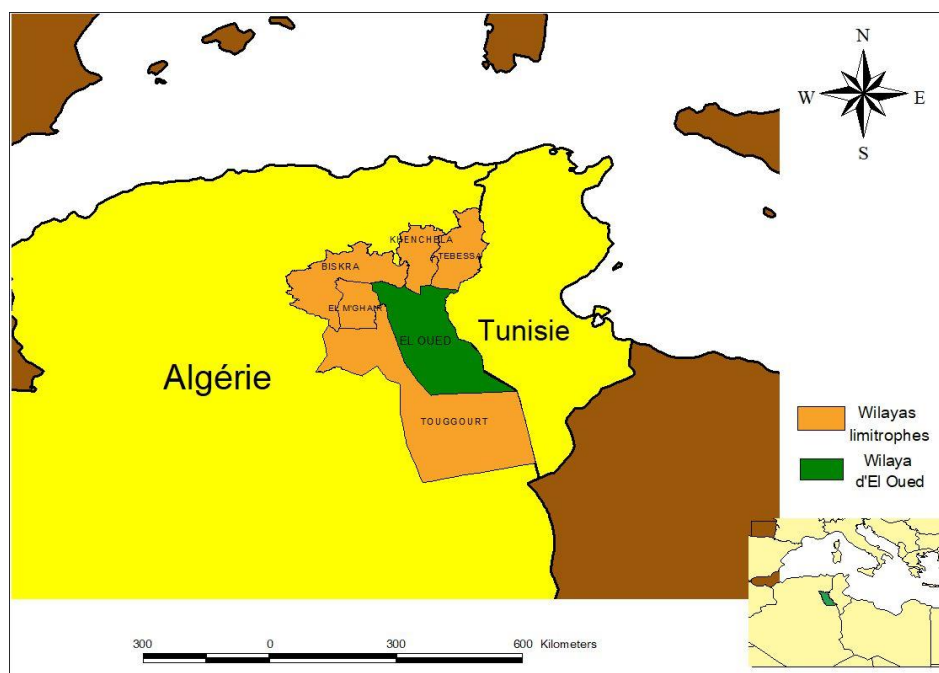 N
W E
S
KHENCHELA
TEBESSA
BISKRA
EL M'GHAIR
EL OUED
Tunisie
Algérie
TOUGGOURT
Wilayas
limitrophes
Wilaya
d'El Oued
300 0 300 600 Kilometers